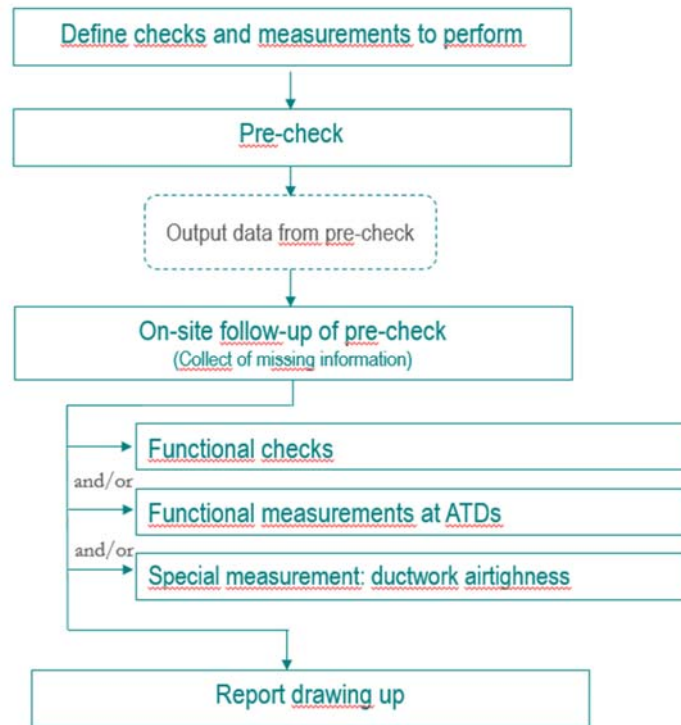 Define checks and measurements to perform
Pre-check
Output data from pre-check
On-site follow-up of pre-check
(Collect of missing information)
Functional checks
and/or
Functional measurements at ATDs
and/or
Special measurement: ductwork airtighness
Report drawing up